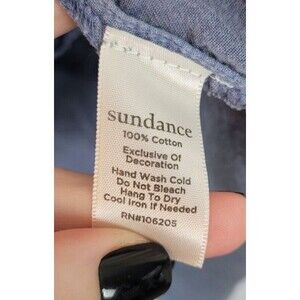 sundance
100% Cotton
Exclusive Of
Decoration
Hand Wash Cold
Do Not Bleach
Hang To Dry
Cool Iron If Needed
RN#106205